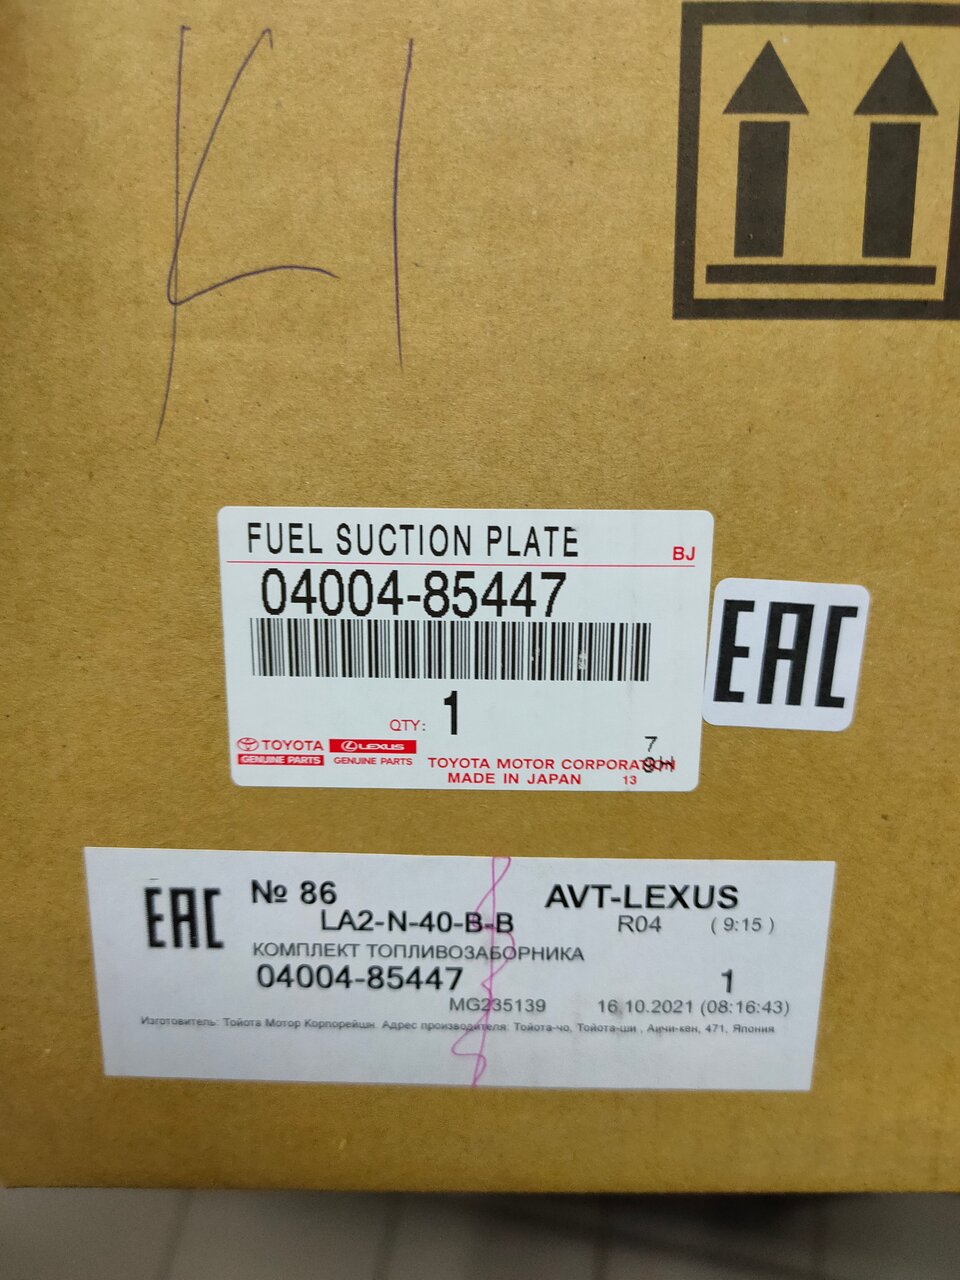 K1
FUEL SUCTION PLATE
BJ
04004-85447
EAC
QTY: 1
TOYOTA
GENUINE PARTS
LEXUS
GENUINE PARTS
7
TOYOTA MOTOR CORPORATION
MADE IN JAPAN
13
EAC
№ 86
AVT-LEXUS
LA2-N-40-B-B
R04 ( 9:15 )
КОМПЛЕКТ ТОПЛИВОЗАБОРНИКА
04004-85447
1
MG235139
16.10.2021 (08:16:43)
Изготовитель: Тойота Мотор Корпорейшн. Адрес производителя: Тойота-чо, Тойота-ши , Аичи-кен, 471, Япония